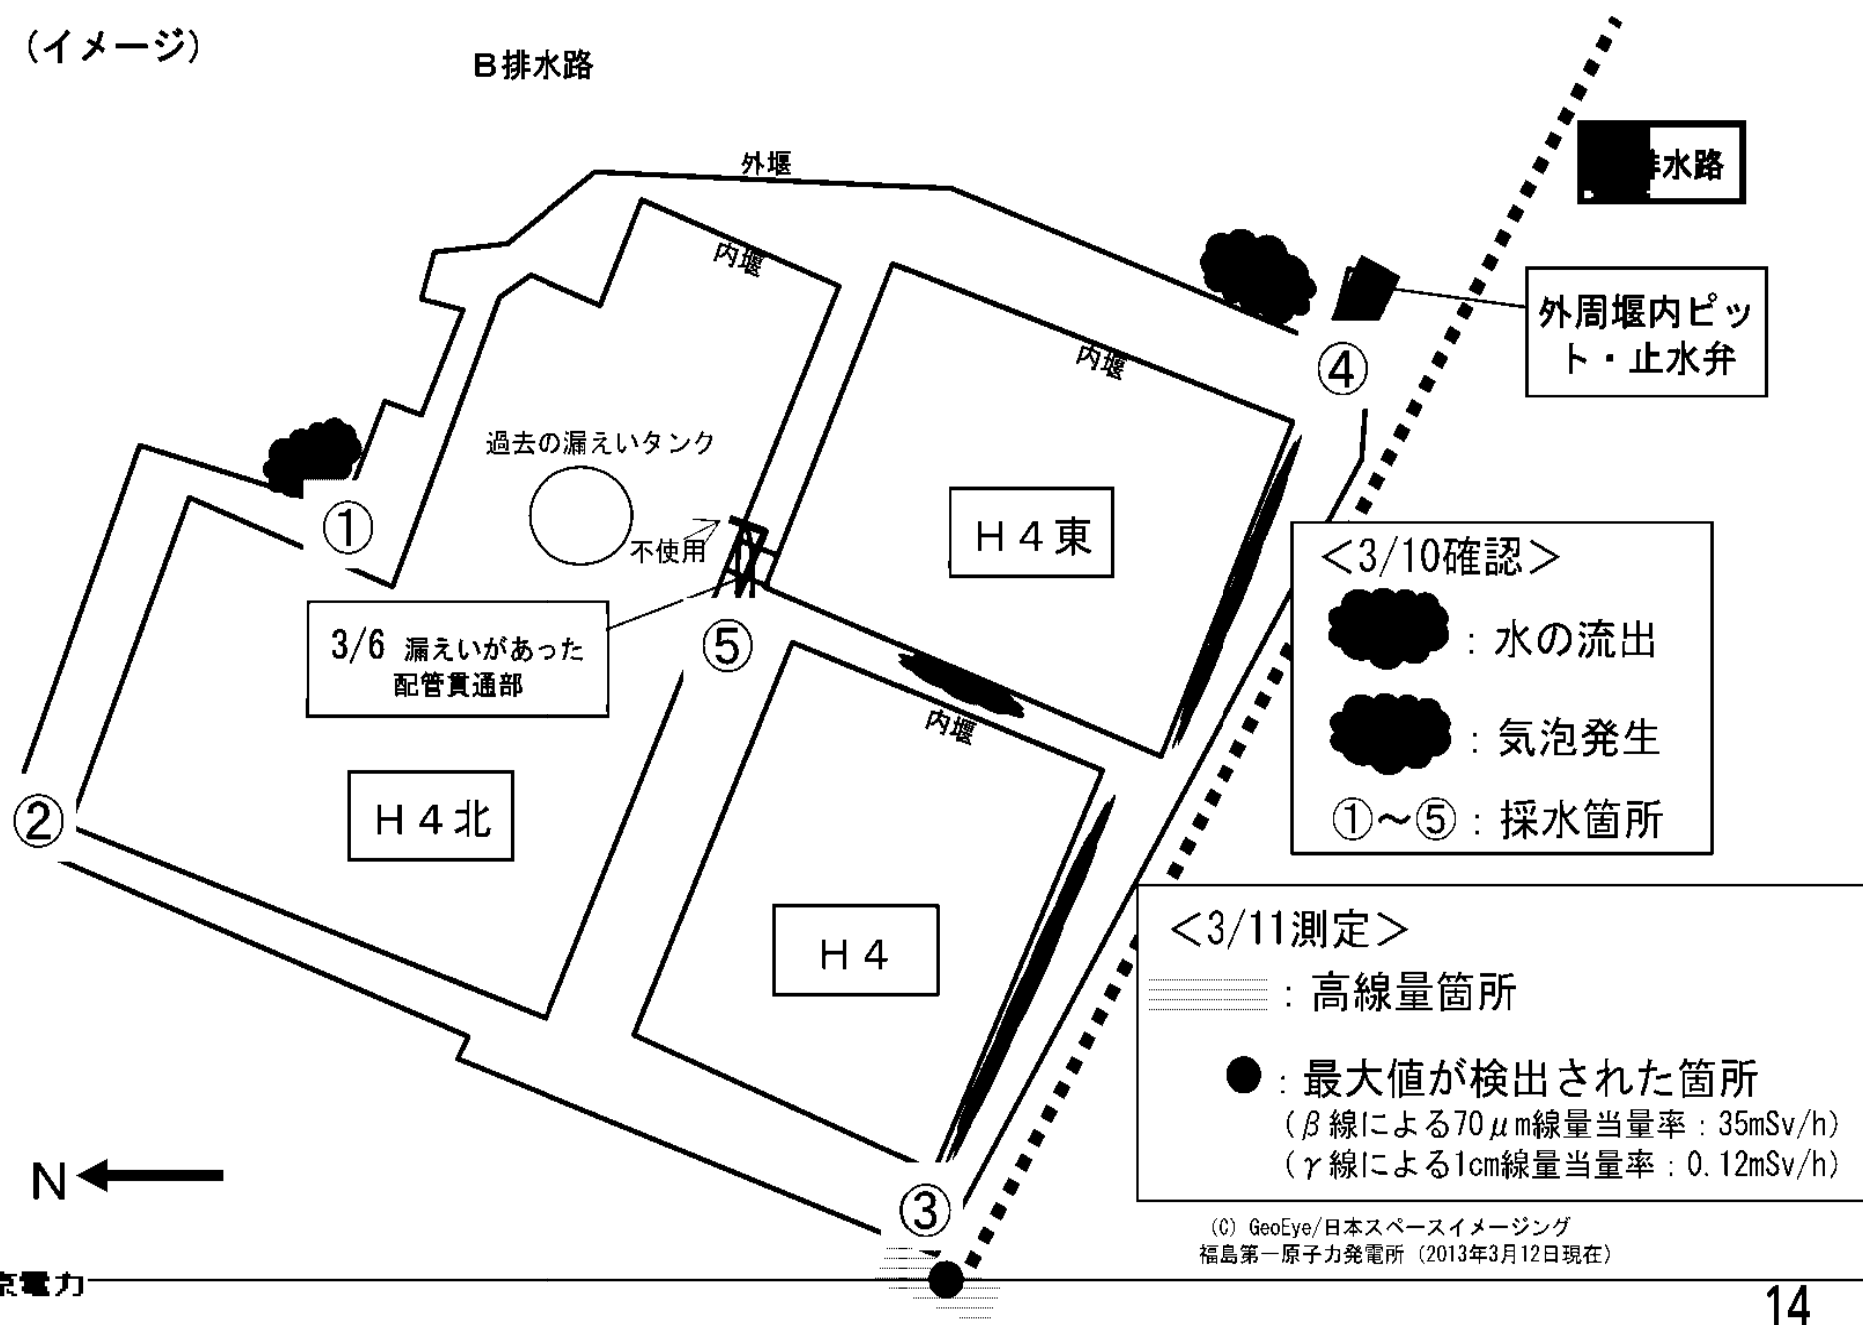 (イメージ)
B排水路
外堰
排水路
内堰
外周堰内ピッ
ト・止水弁
内堰
④
過去の漏えいタンク
①
不使用
H4東
<3/10確認>
:水の流出
:気泡発生
①～⑤:採水箇所
3/6 漏えいがあった
配管貫通部
⑤
内堰
②
H4北
H4
<3/11測定>
:高線量箇所
:最大値が検出された箇所
(β線による70μm線量当量率:35mSv/h)
(γ線による1cm線量当量率:0.12mSv/h)
N
③
(C) GeoEye/日本スペースイメージング
福島第一原子力発電所(2013年3月12日現在)
京電力
14